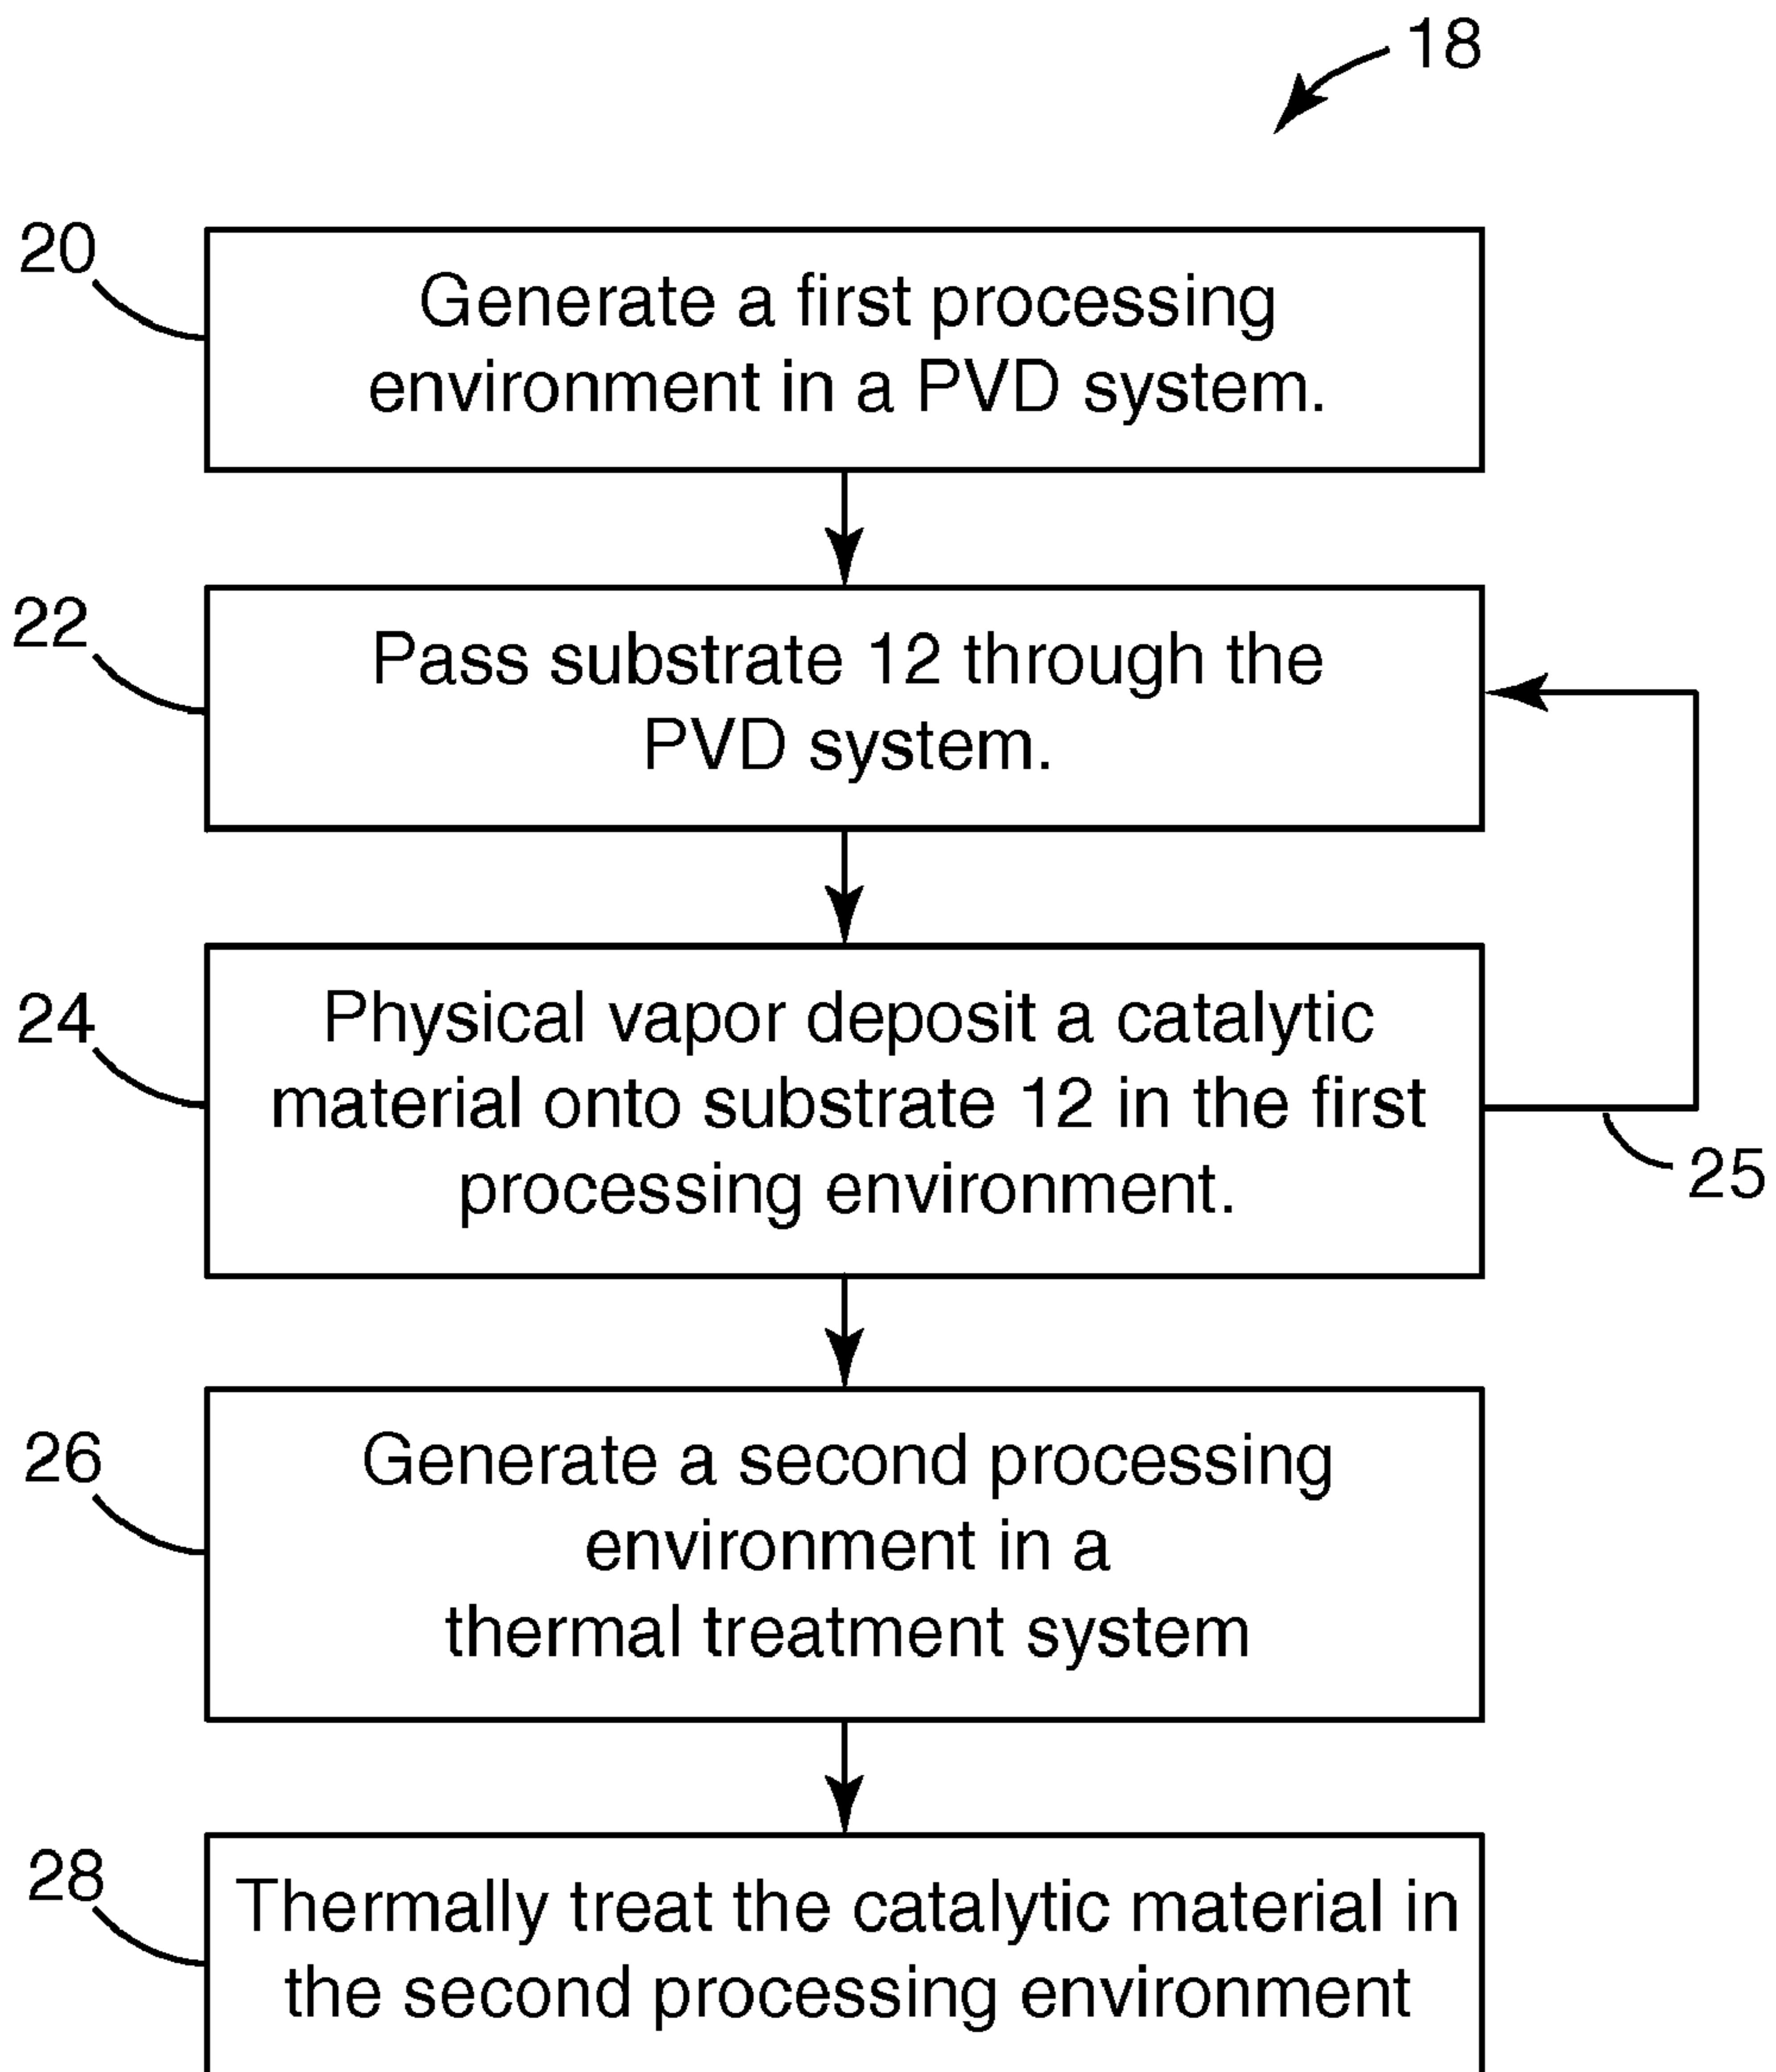 18
20
Generate a first processing
environment in a PVD system.
22
Pass substrate 12 through the
PVD system.
24
Physical vapor deposit a catalytic
material onto substrate 12 in the first
processing environment.
25
26
Generate a second processing
environment in a
thermal treatment system
28
Thermally treat the catalytic material in
the second processing environment